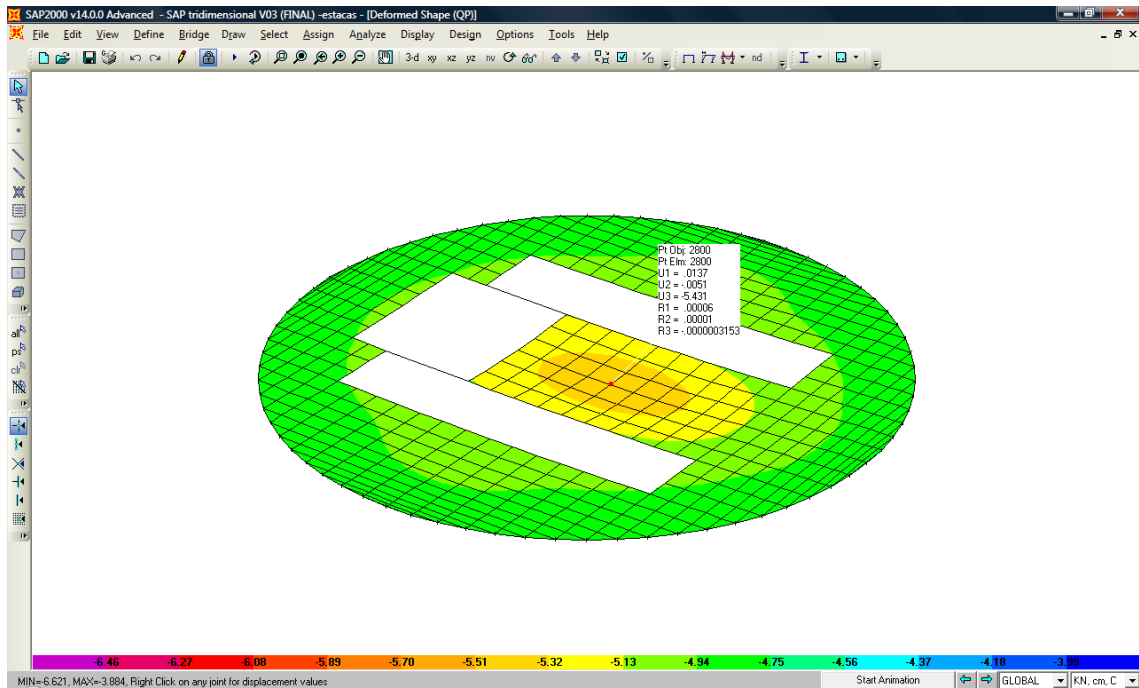 SAP2000 v14.0.0 Advanced - SAP tridimensional V03 (FINAL) -estacas - [Deformed Shape (QP)]
File Edit View Define Bridge Draw Select Assign Analyze Display Design Options Tools Help
3-d xy xz yz nv nd
all
ps
clr
Pt Obj: 2800
Pt Elm: 2800
U1 = .0137
U2 = -.0051
U3 = -5.431
R1 = .00006
R2 = .00001
R3 = -.0000003153
-6.46 -6.27 -6.08 -5.89 -5.70 -5.51 -5.32 -5.13 -4.94 -4.75 -4.56 -4.37 -4.18 -3.99
MIN=-6.621, MAX=-3.884, Right Click on any joint for displacement values Start Animation GLOBAL KN, cm, C